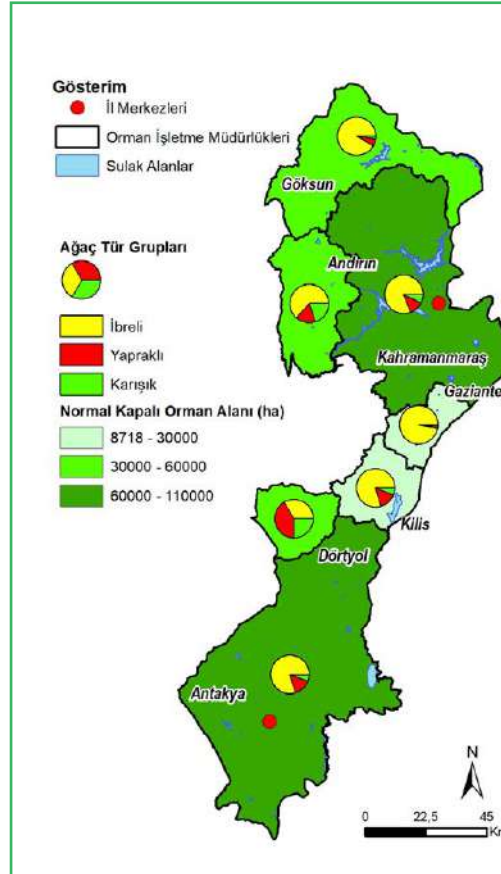 Gösterim
İl Merkezleri
Orman İşletme Müdürlükleri
Sulak Alanlar
Ağaç Tür Grupları
İbreli
Yapraklı
Karışık
Normal Kapalı Orman Alanı (ha)
8718 - 30000
30000 - 60000
60000 - 110000
Göksun
Andırın
Kahramanmaraş
Gaziante
Kilis
Dörtyol
Antakya
N
0 22,5 45
Km